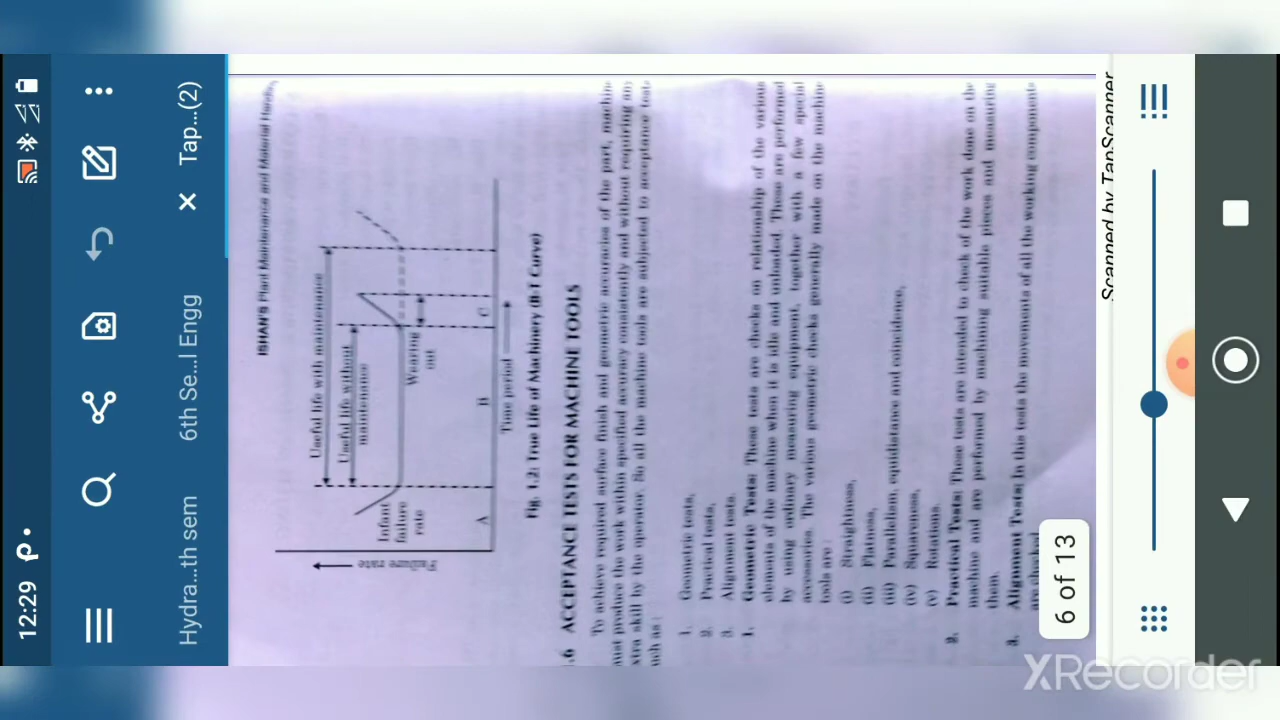 12:29
Hydra...th sem
6th Se...l Engg
Tap...(2)
ISHAN'S Plant Maintenance and Material Handling
Failure rate
Useful life with maintenance
Useful life without
maintenance
Infant
failure
rate
Wearing
out
A
B
C
Time period
Fig. 1.2: True Life of Machinery (B-T Curve)
.6 ACCEPTANCE TESTS FOR MACHINE TOOLS
To achieve required surface finish and geometric accuracies of the part, machine
ust produce the work within specified accuracy consistently and without requiring any
xtra skill by the operator. So all the machine tools are subjected to acceptance test
uch as :
1. Geometric tests,
2. Practical tests,
3. Alignment tests.
1. Geometric Tests: These tests are checks on relationship of the various
elements of the machine when it is idle and unloaded. These are performed
by using ordinary measuring equipment, together with a few special
accessories. The various geometric checks generally made on the machine
tools are :
(i) Straightness,
(ii) Flatness,
(iii) Parallelism, equidistance and coincidence,
(iv) Squareness,
(v) Rotations.
2. Practical Tests: These tests are intended to check of the work done on the
machine and are performed by machining suitable pieces and measuring
them.
3. Alignment Tests: In this tests the movements of all the working components
are checked
Scanned by TapScanner
6 of 13
XRecorder